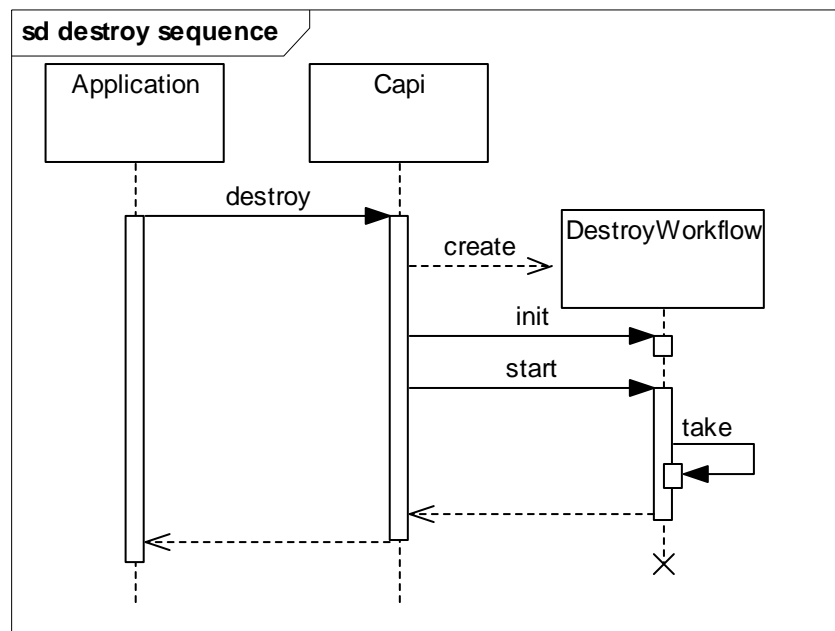 sd destroy sequence
Application
Capi
destroy
DestroyWorkflow
create
init
start
take